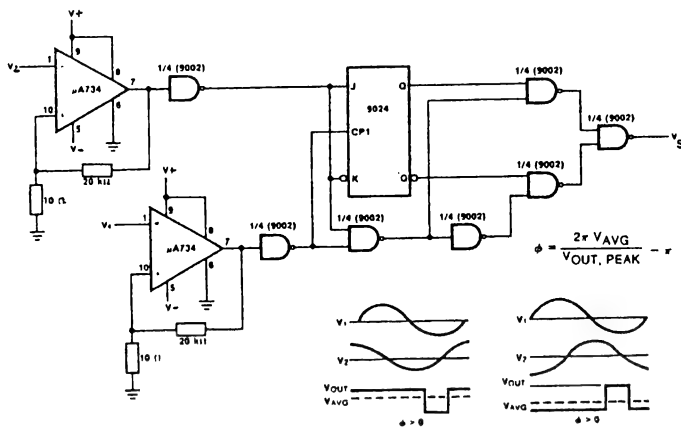 V+
9
V2
1
8
1/4 (9002)
7
μA734
6
10
5
V-
20 kΩ
10 Ω
V+
9
V1
1
8
1/4 (9002)
7
μA734
6
10
5
V-
20 kΩ
10 Ω
J
Q
9024
CP1
K
Q
1/4 (9002)
1/4 (9002)
1/4 (9002)
1/4 (9002)
1/4 (9002)
φ = 2π VAVG / VOUT, PEAK − π
V1
V2
VOUT
VAVG
V1
V2
VOUT
VAVG
φ > 0